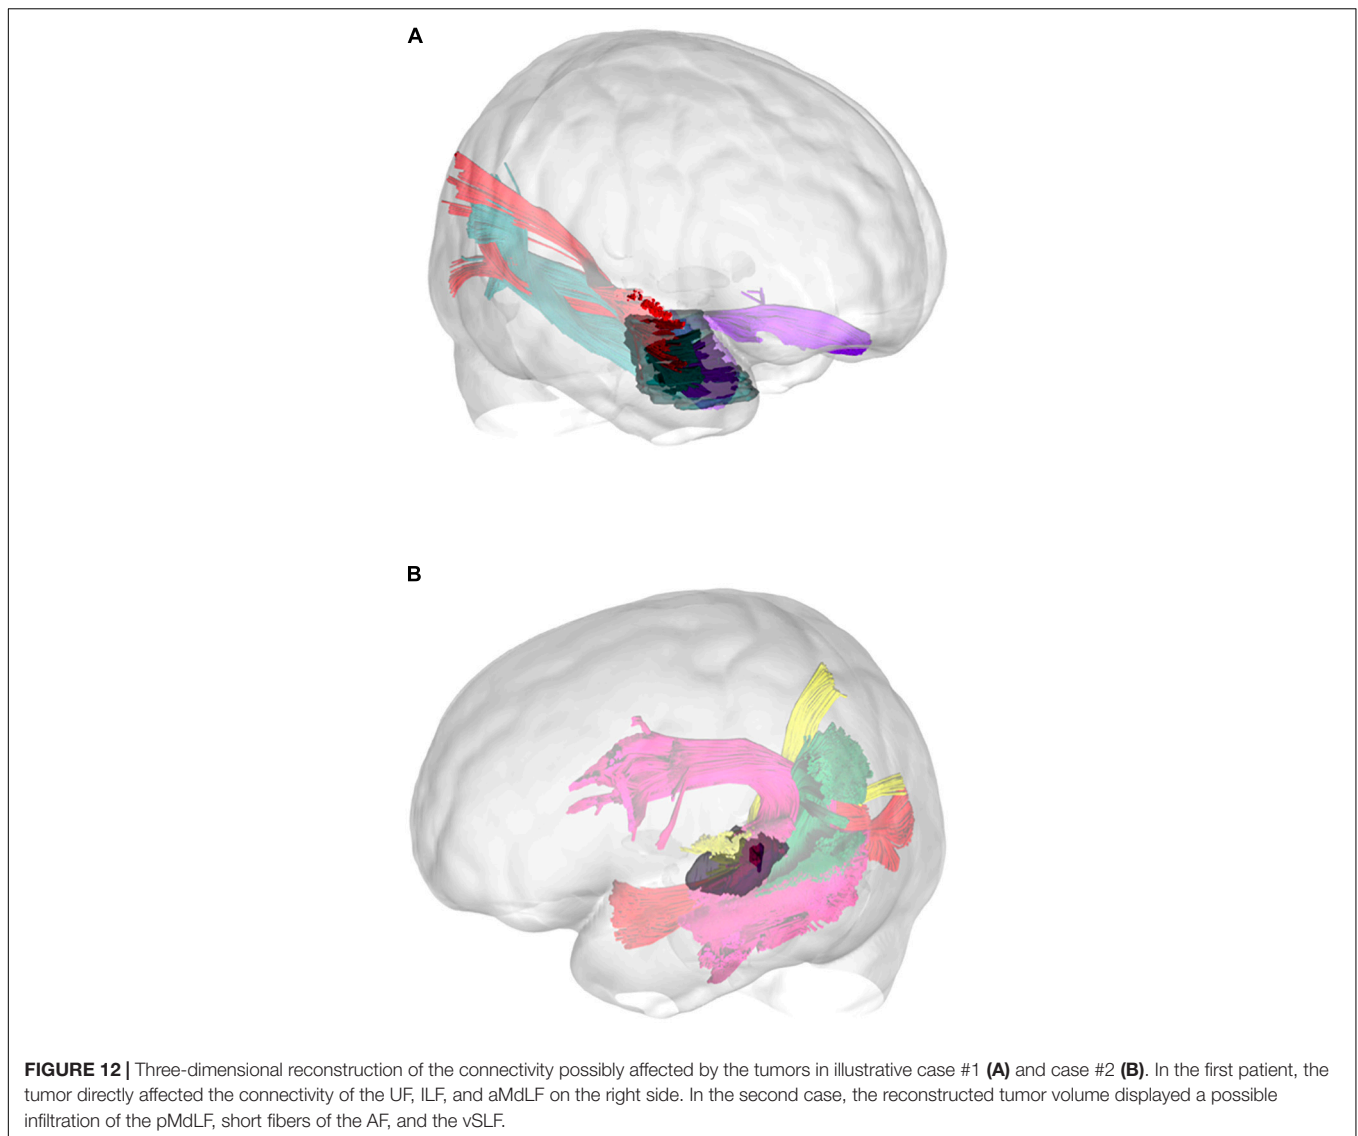 A
B
FIGURE 12 | Three-dimensional reconstruction of the connectivity possibly affected by the tumors in illustrative case #1 (A) and case #2 (B). In the first patient, the
tumor directly affected the connectivity of the UF, ILF, and aMdLF on the right side. In the second case, the reconstructed tumor volume displayed a possible
infiltration of the pMdLF, short fibers of the AF, and the vSLF.